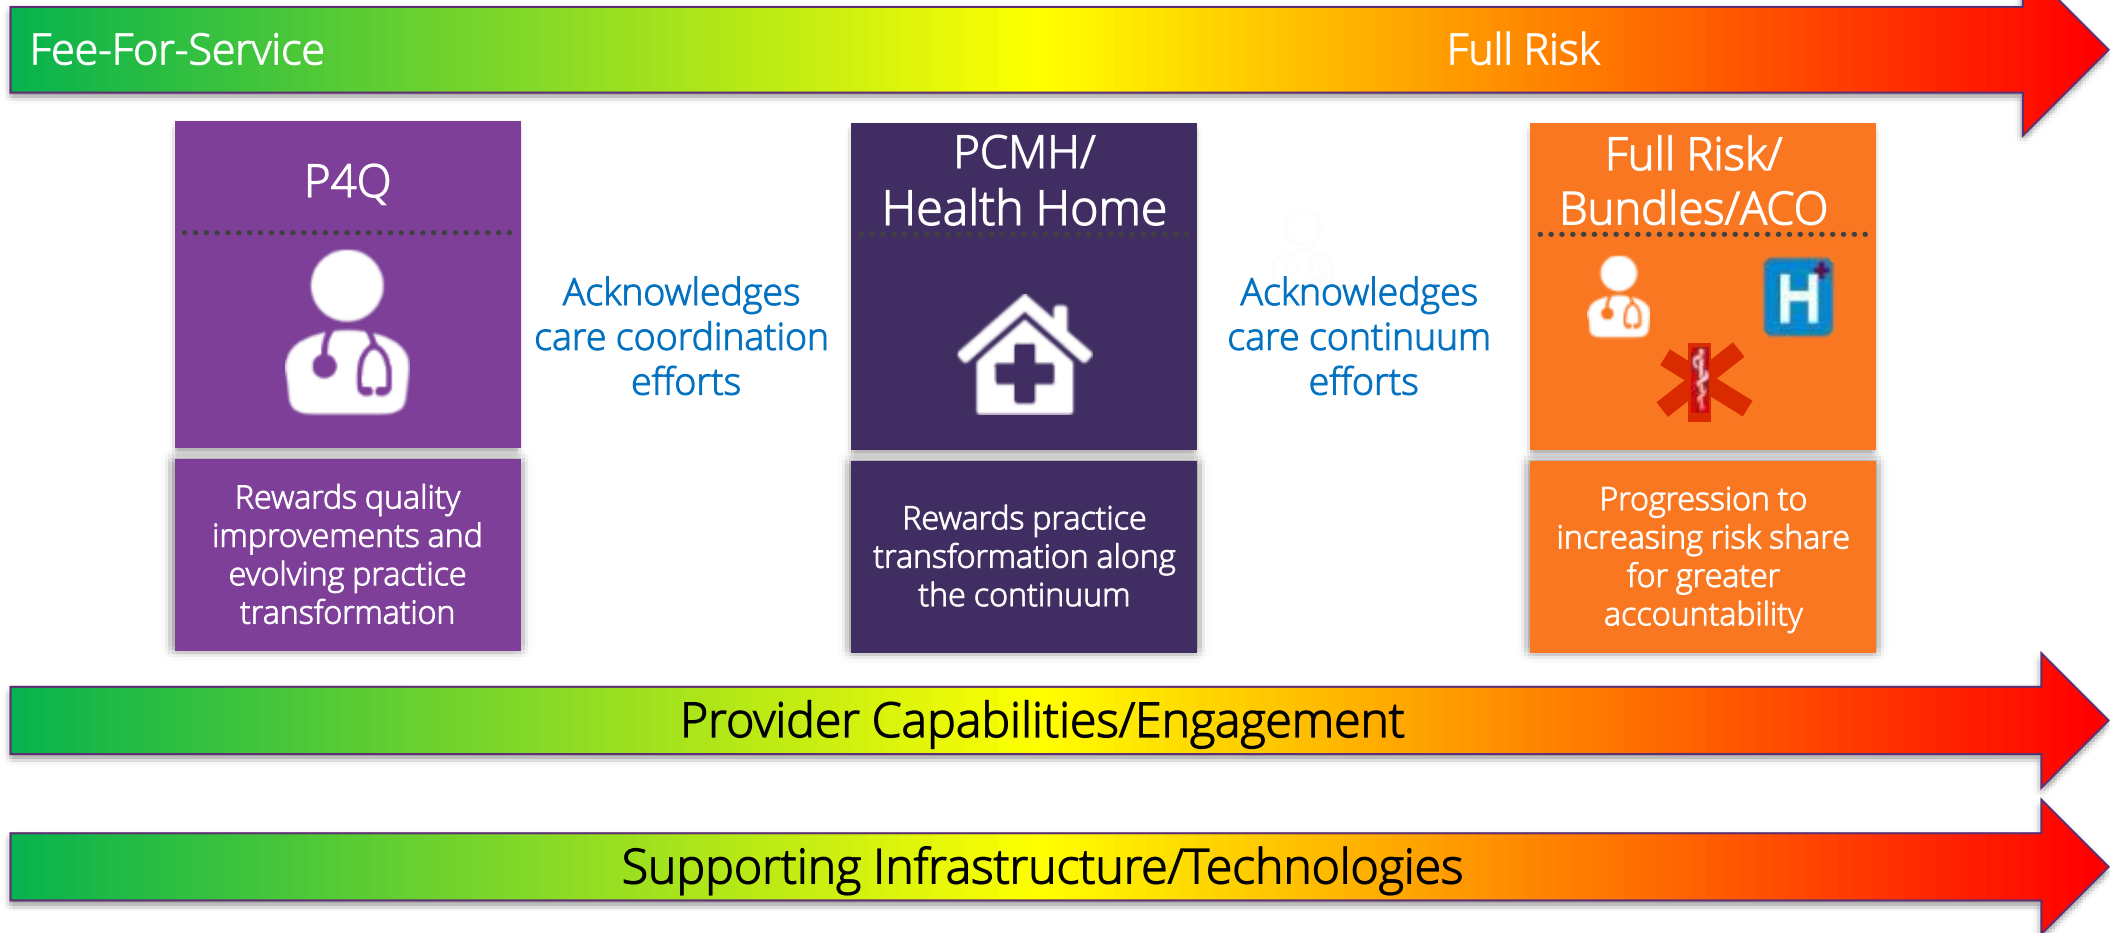 Fee-For-Service
Full Risk
P4Q
Rewards quality
improvements and
evolving practice
transformation
Acknowledges
care coordination
efforts
PCMH/
Health Home
Rewards practice
transformation along
the continuum
Acknowledges
care continuum
efforts
Full Risk/
Bundles/ACO
H
Progression to
increasing risk share
for greater
accountability
Provider Capabilities/Engagement
Supporting Infrastructure/Technologies